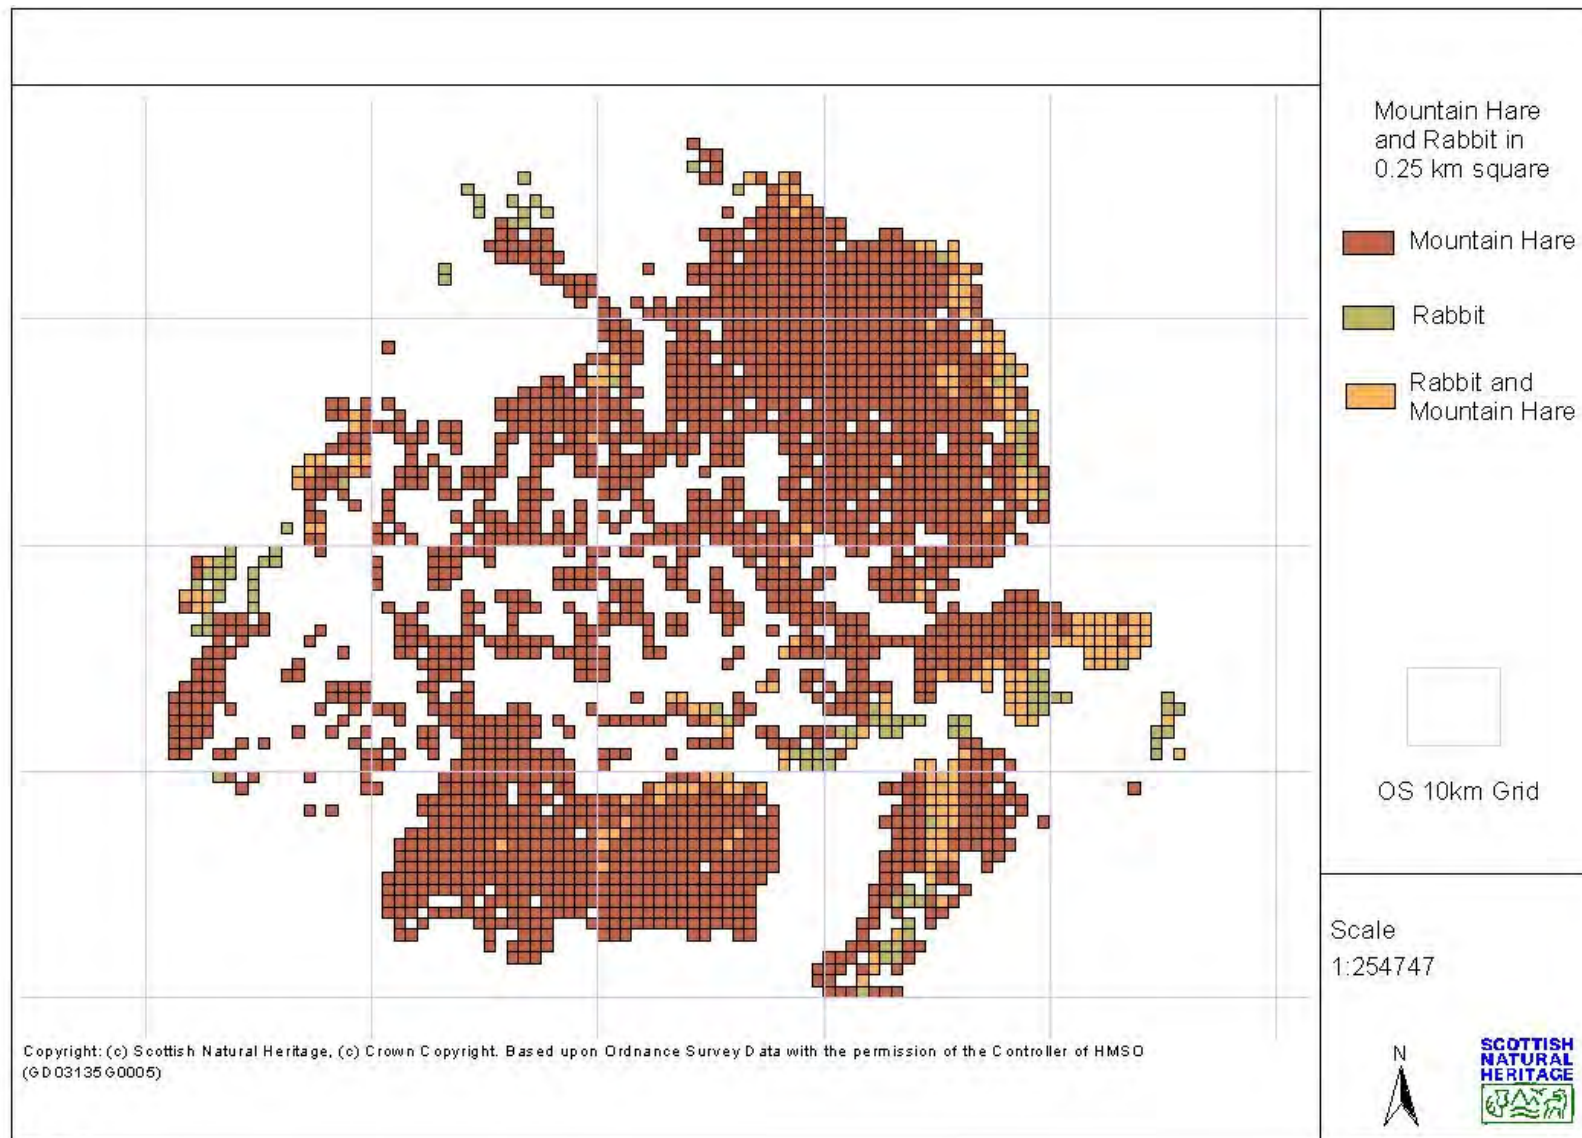 Mountain Hare
and Rabbit in
0.25 km square
Mountain Hare
Rabbit
Rabbit and
Mountain Hare
OS 10km Grid
Scale
1:254747
N
SCOTTISH
NATURAL
HERITAGE
Copyright: (c) Scottish Natural Heritage, (c) Crown Copyright. Based upon Ordnance Survey Data with the permission of the Controller of HMSO
(GD03135G0005)